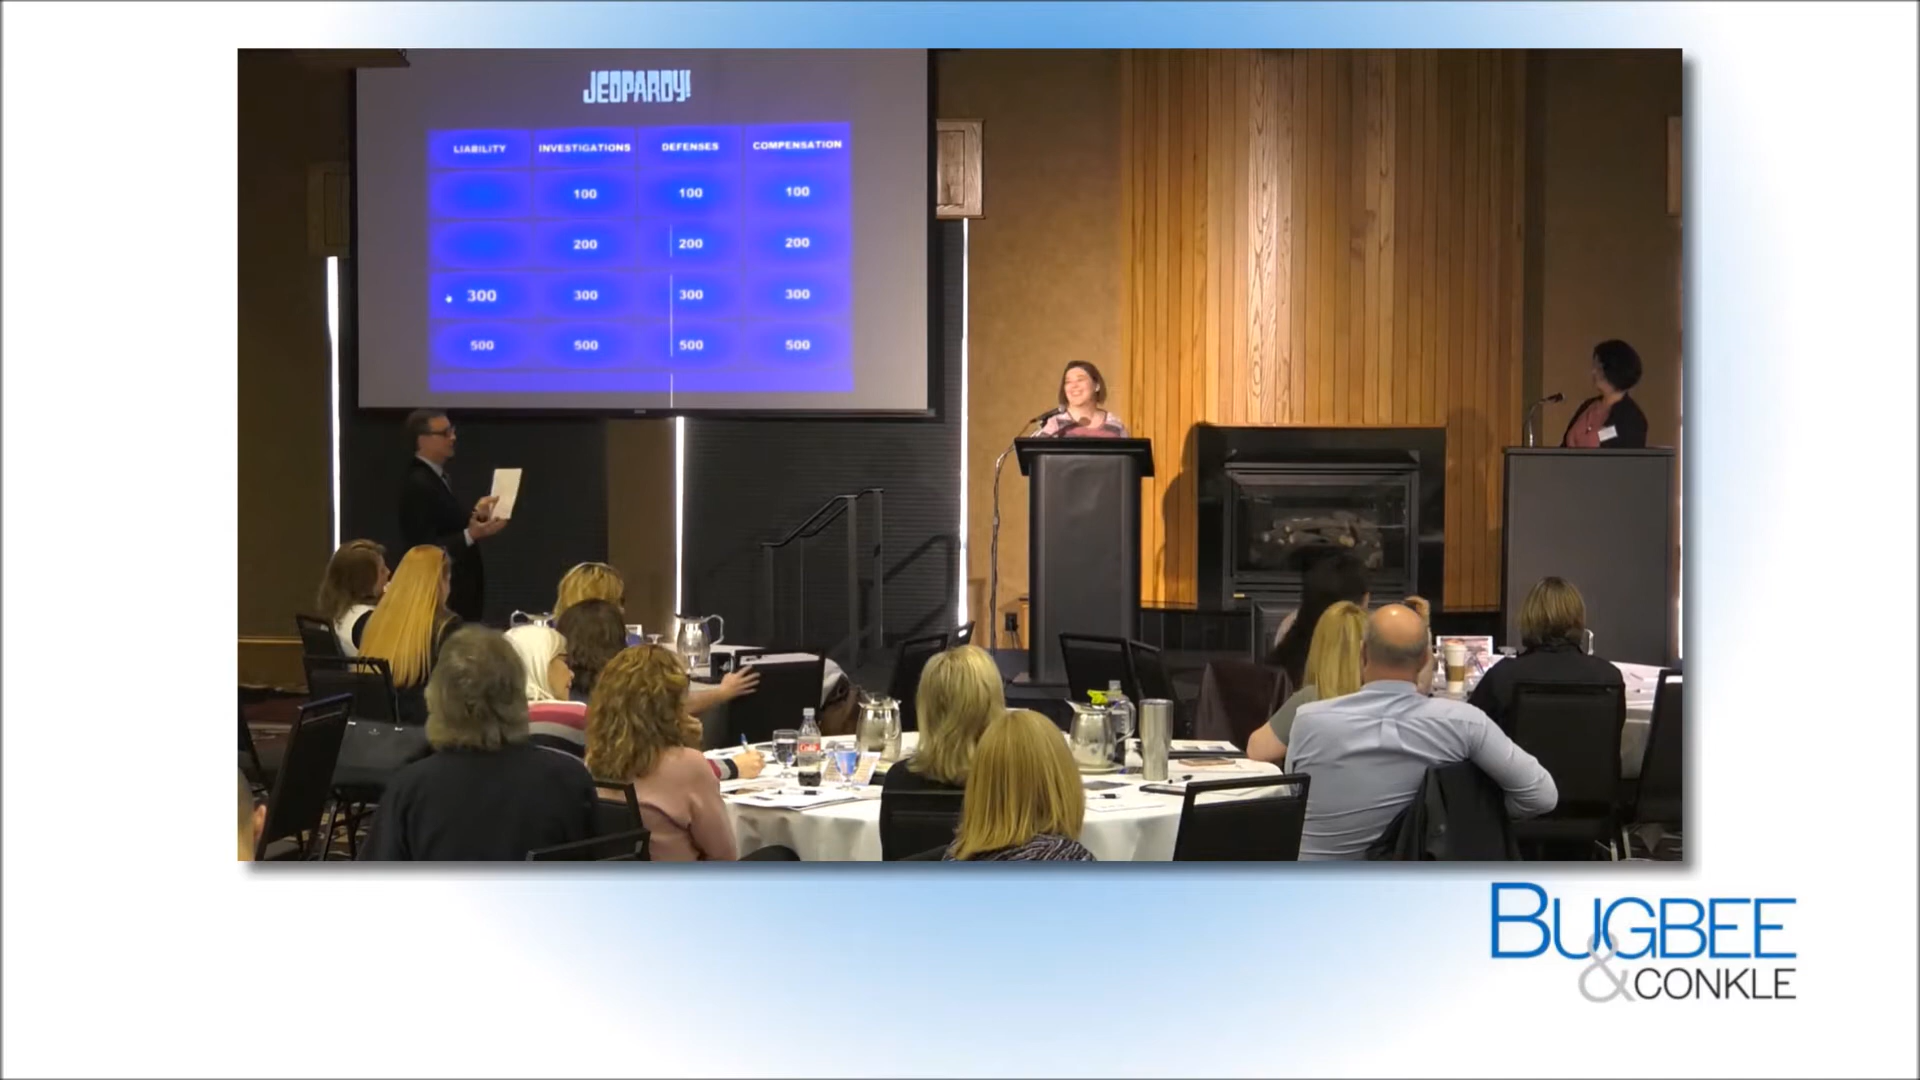 JEOPARDY!
LIABILITY INVESTIGATIONS DEFENSES COMPENSATION
100 100 100
200 200 200
300 300 300 300
500 500 500 500
BUGBEE
& CONKLE